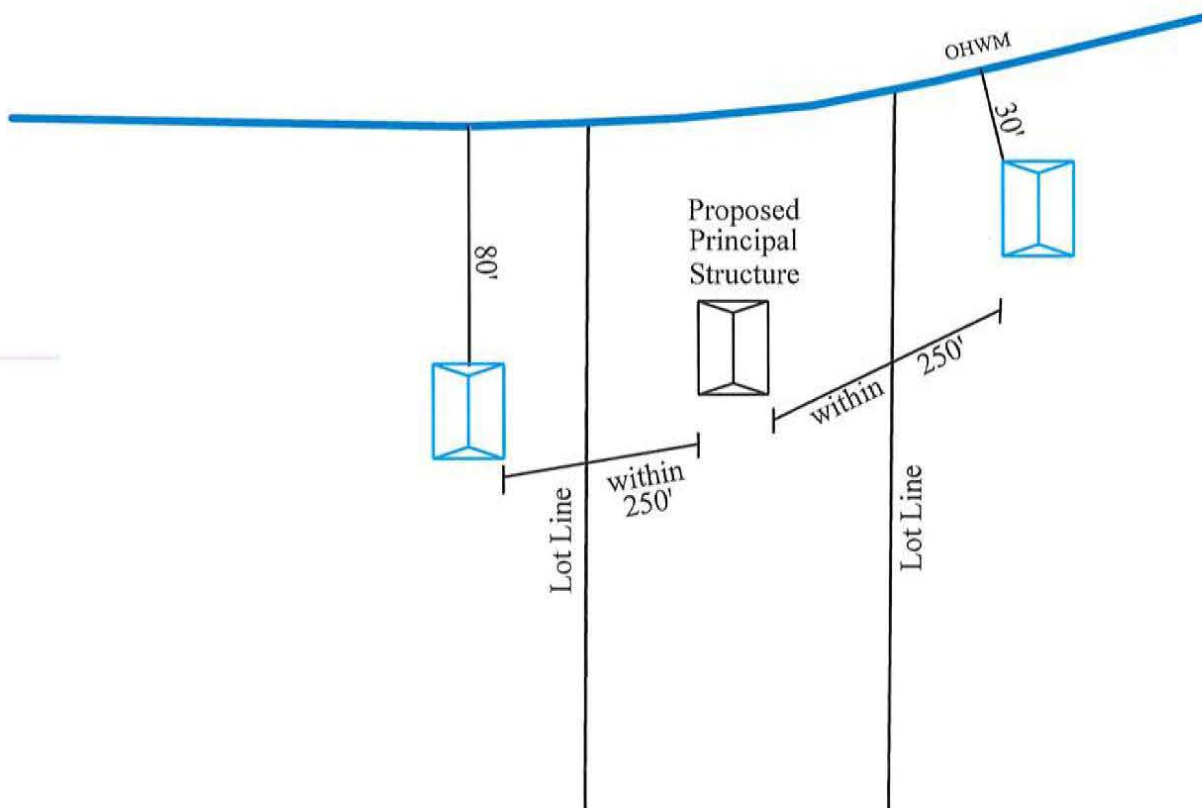 OHWM
30'
80'
Proposed
Principal
Structure
within 250'
within
250'
Lot Line
Lot Line